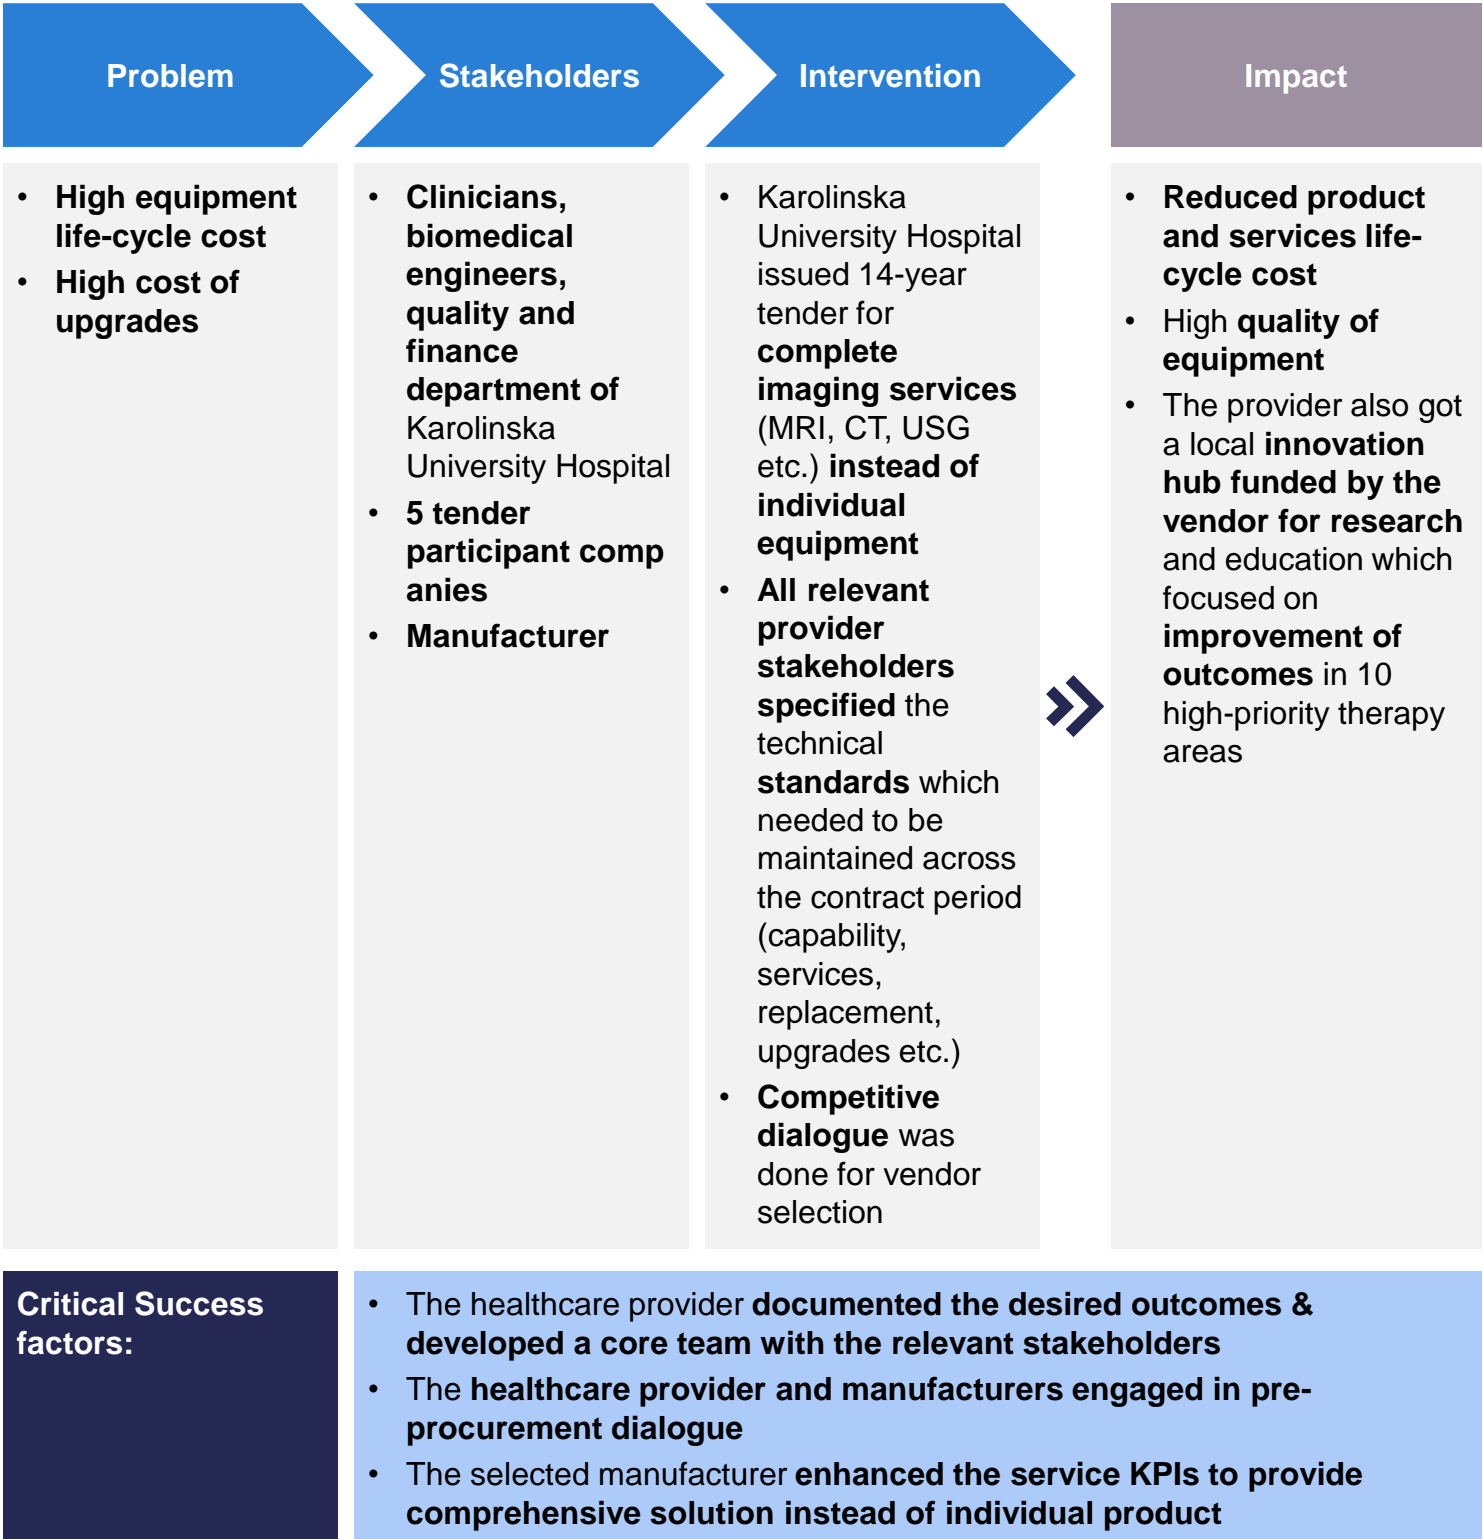 Problem
Stakeholders
Intervention
Impact
• High equipment
life-cycle cost
• High cost of
upgrades
• Clinicians,
biomedical
engineers,
quality and
finance
department of
Karolinska
University Hospital
• 5 tender
participant comp
anies
• Manufacturer
• Karolinska
University Hospital
issued 14-year
tender for
complete
imaging services
(MRI, CT, USG
etc.) instead of
individual
equipment
• All relevant
provider
stakeholders
specified the
technical
standards which
needed to be
maintained across
the contract period
(capability,
services,
replacement,
upgrades etc.)
• Competitive
dialogue was
done for vendor
selection
• Reduced product
and services life-
cycle cost
• High quality of
equipment
• The provider also got
a local innovation
hub funded by the
vendor for research
and education which
focused on
improvement of
outcomes in 10
high-priority therapy
areas
Critical Success
factors:
• The healthcare provider documented the desired outcomes &
developed a core team with the relevant stakeholders
• The healthcare provider and manufacturers engaged in pre-
procurement dialogue
• The selected manufacturer enhanced the service KPIs to provide
comprehensive solution instead of individual product